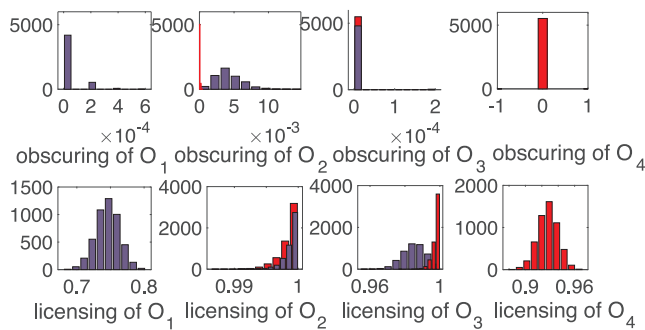 5000 5000 5000 5000
0 0 0 0
0 2 4 6 0 5 10 0 1 2 -1 0 1
×10⁻⁴ ×10⁻³ ×10⁻⁴
obscuring of O₁ obscuring of O₂ obscuring of O₃ obscuring of O₄
1500 4000 4000 2000
1000 2000 2000 1000
500
0 0 0 0
0.7 0.8 0.99 1 0.96 1 0.9 0.96
licensing of O₁ licensing of O₂ licensing of O₃ licensing of O₄